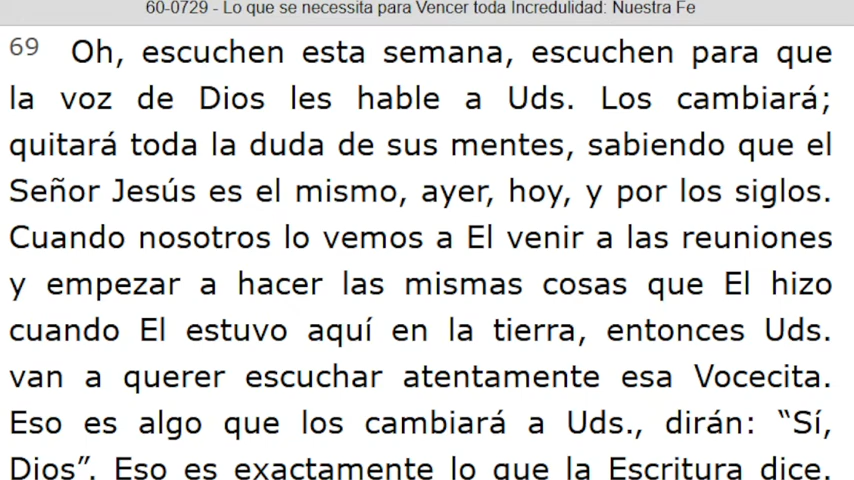 60-0729 - Lo que se necessita para Vencer toda Incredulidad: Nuestra Fe
69 Oh, escuchen esta semana, escuchen para que
la voz de Dios les hable a Uds. Los cambiará;
quitará toda la duda de sus mentes, sabiendo que el
Señor Jesús es el mismo, ayer, hoy, y por los siglos.
Cuando nosotros lo vemos a El venir a las reuniones
y empezar a hacer las mismas cosas que El hizo
cuando El estuvo aquí en la tierra, entonces Uds.
van a querer escuchar atentamente esa Vocecita.
Eso es algo que los cambiará a Uds., dirán: “Sí,
Dios”. Eso es exactamente lo que la Escritura dice.